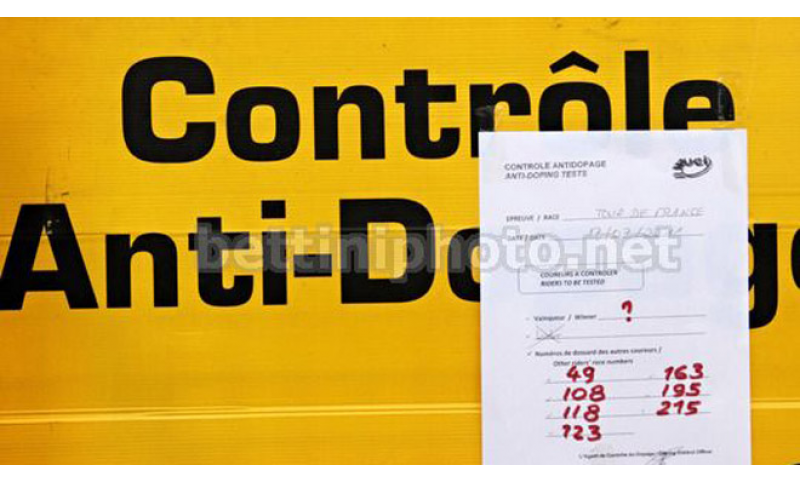 Contrôle
Anti-Do ge
bettiniphoto.net
uci
CONTROLE ANTIDOPAGE
ANTI-DOPING TESTS
EPREUVE / RACE TOUR DE FRANCE
DATE / DATE
COUREURS A CONTROLER
RIDERS TO BE TESTED
✓ Vainqueur / Winner ?
✓ Numéros de dossard des autres coureurs /
Other riders' race numbers
49 163
108 195
118 215
123